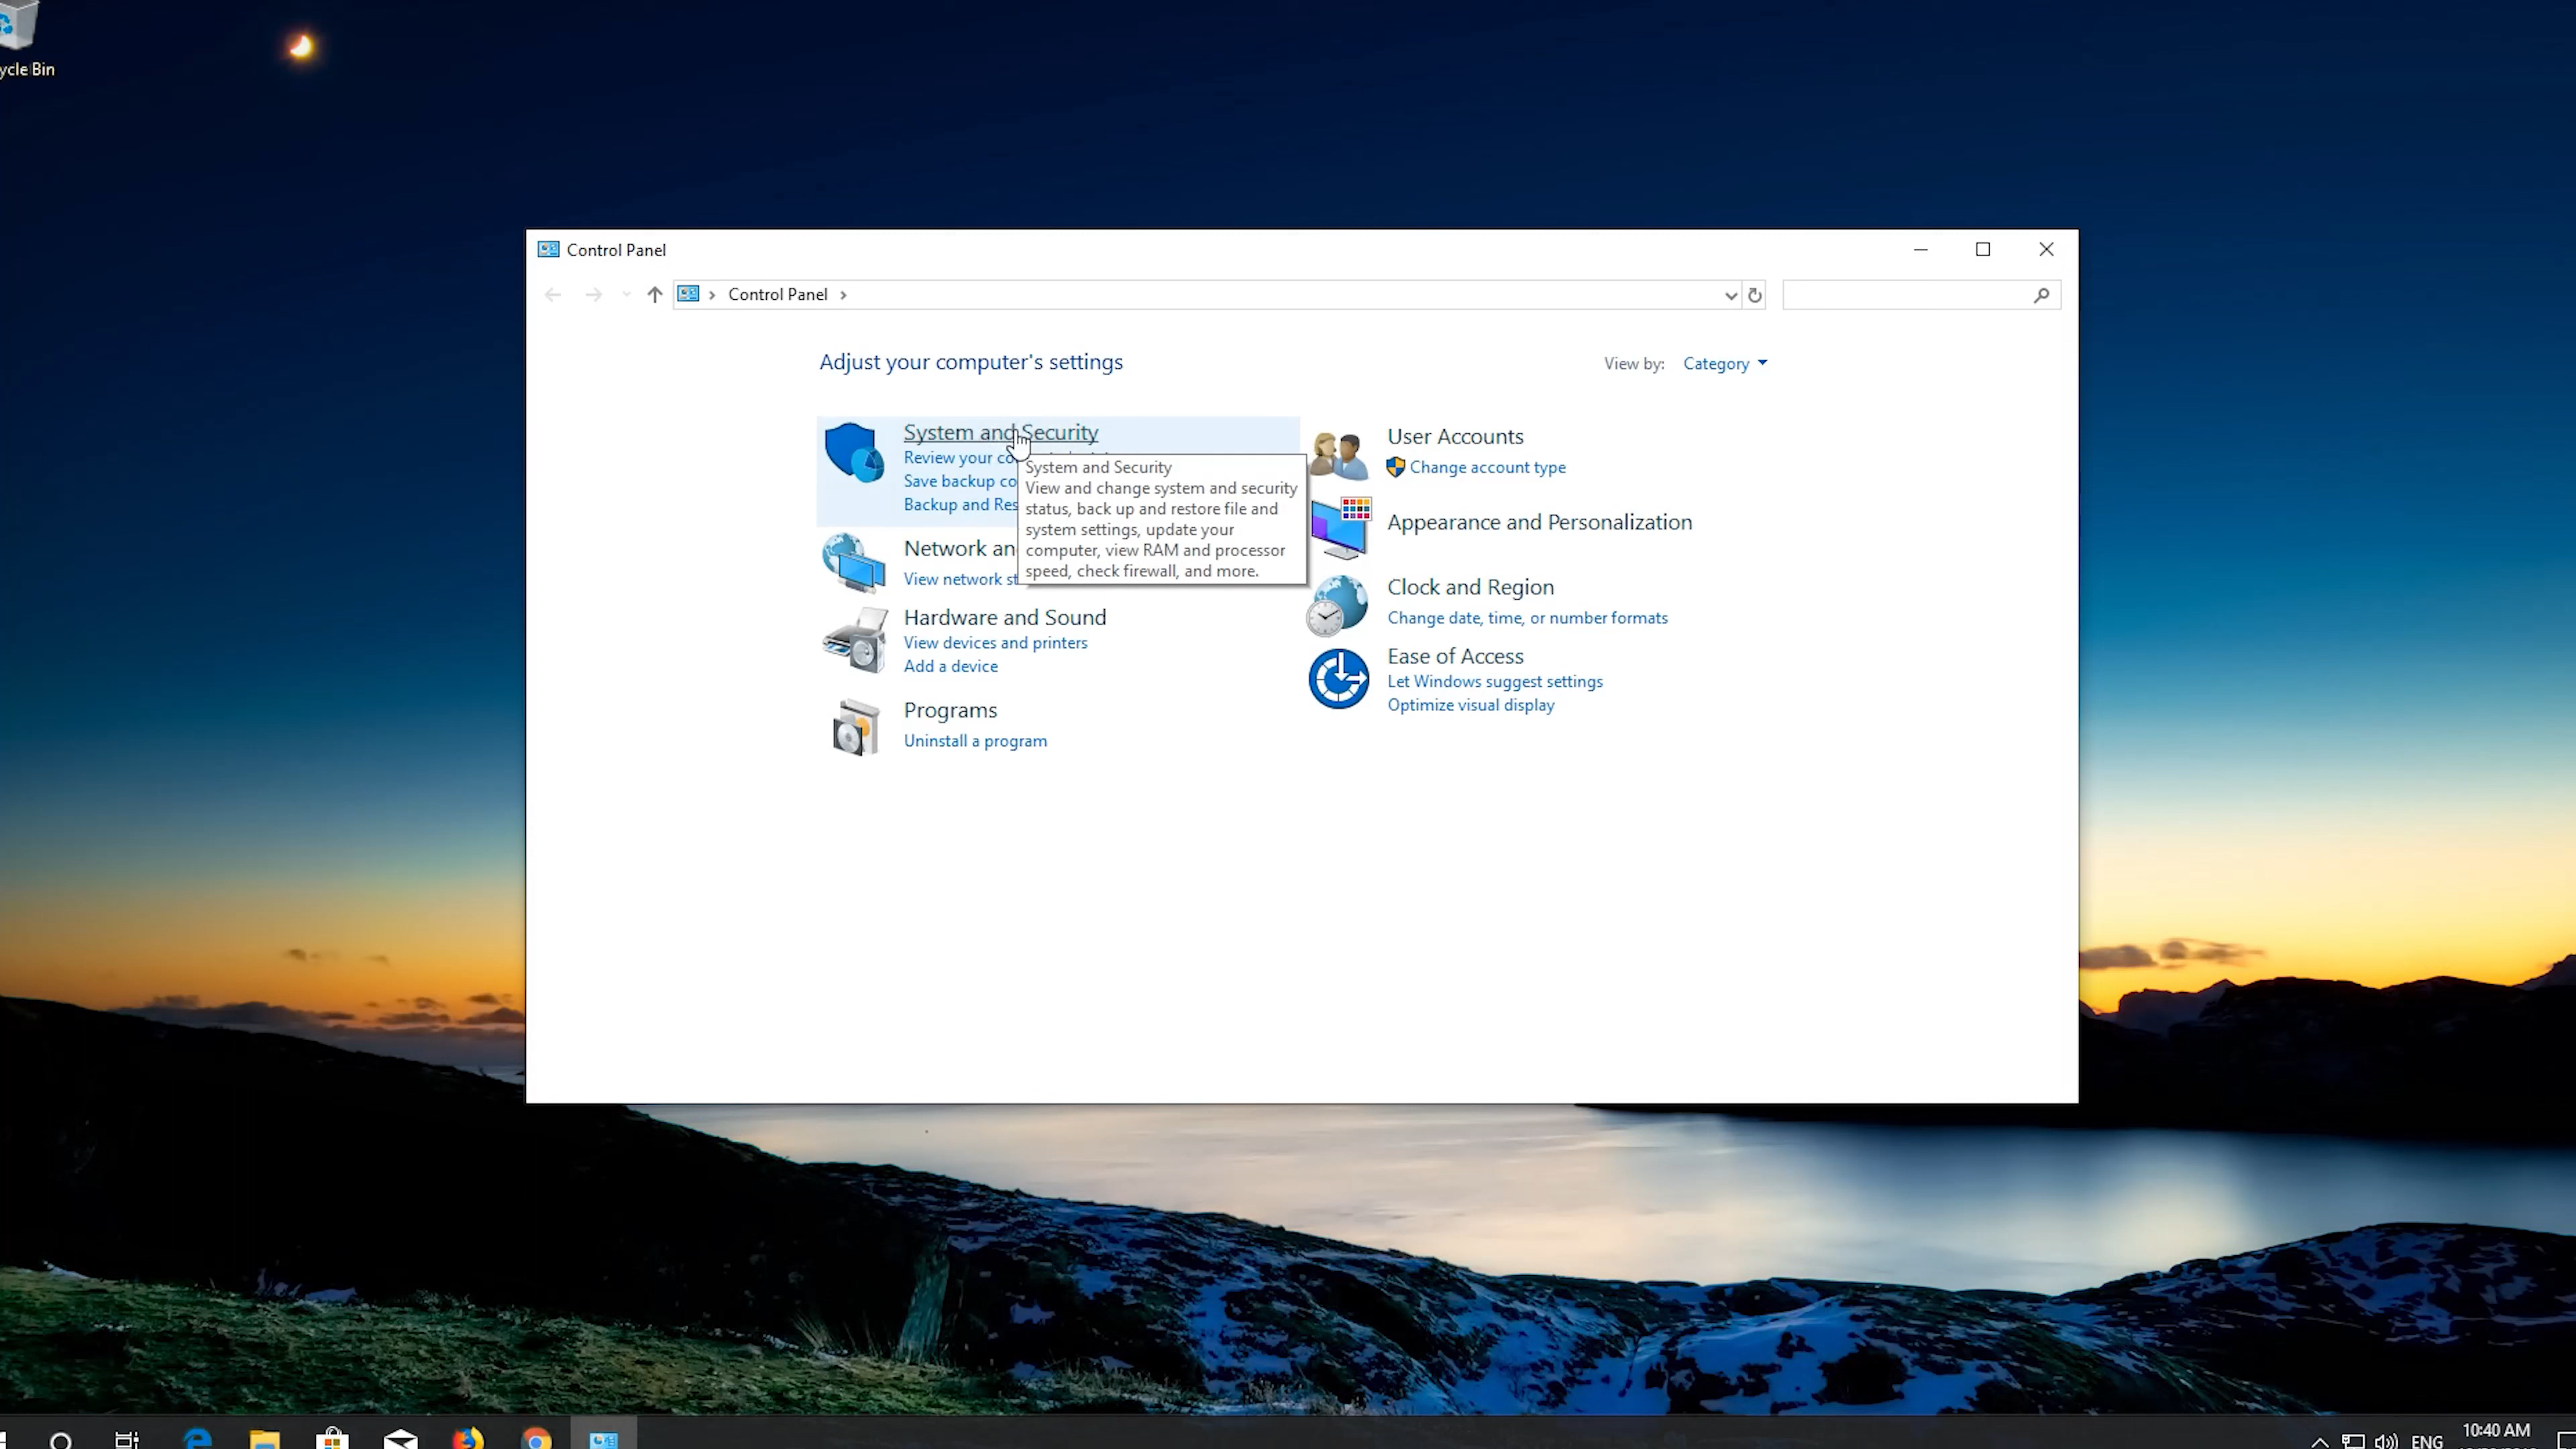 ycle Bin
Control Panel
Control Panel
Adjust your computer's settings
View by: Category
System and Security
Review your co
Save backup co
Backup and Res
System and Security
View and change system and security
status, back up and restore file and
system settings, update your
computer, view RAM and processor
speed, check firewall, and more.
Network an
View network st
Hardware and Sound
View devices and printers
Add a device
Programs
Uninstall a program
User Accounts
Change account type
Appearance and Personalization
Clock and Region
Change date, time, or number formats
Ease of Access
Let Windows suggest settings
Optimize visual display
ENG
10:40 AM